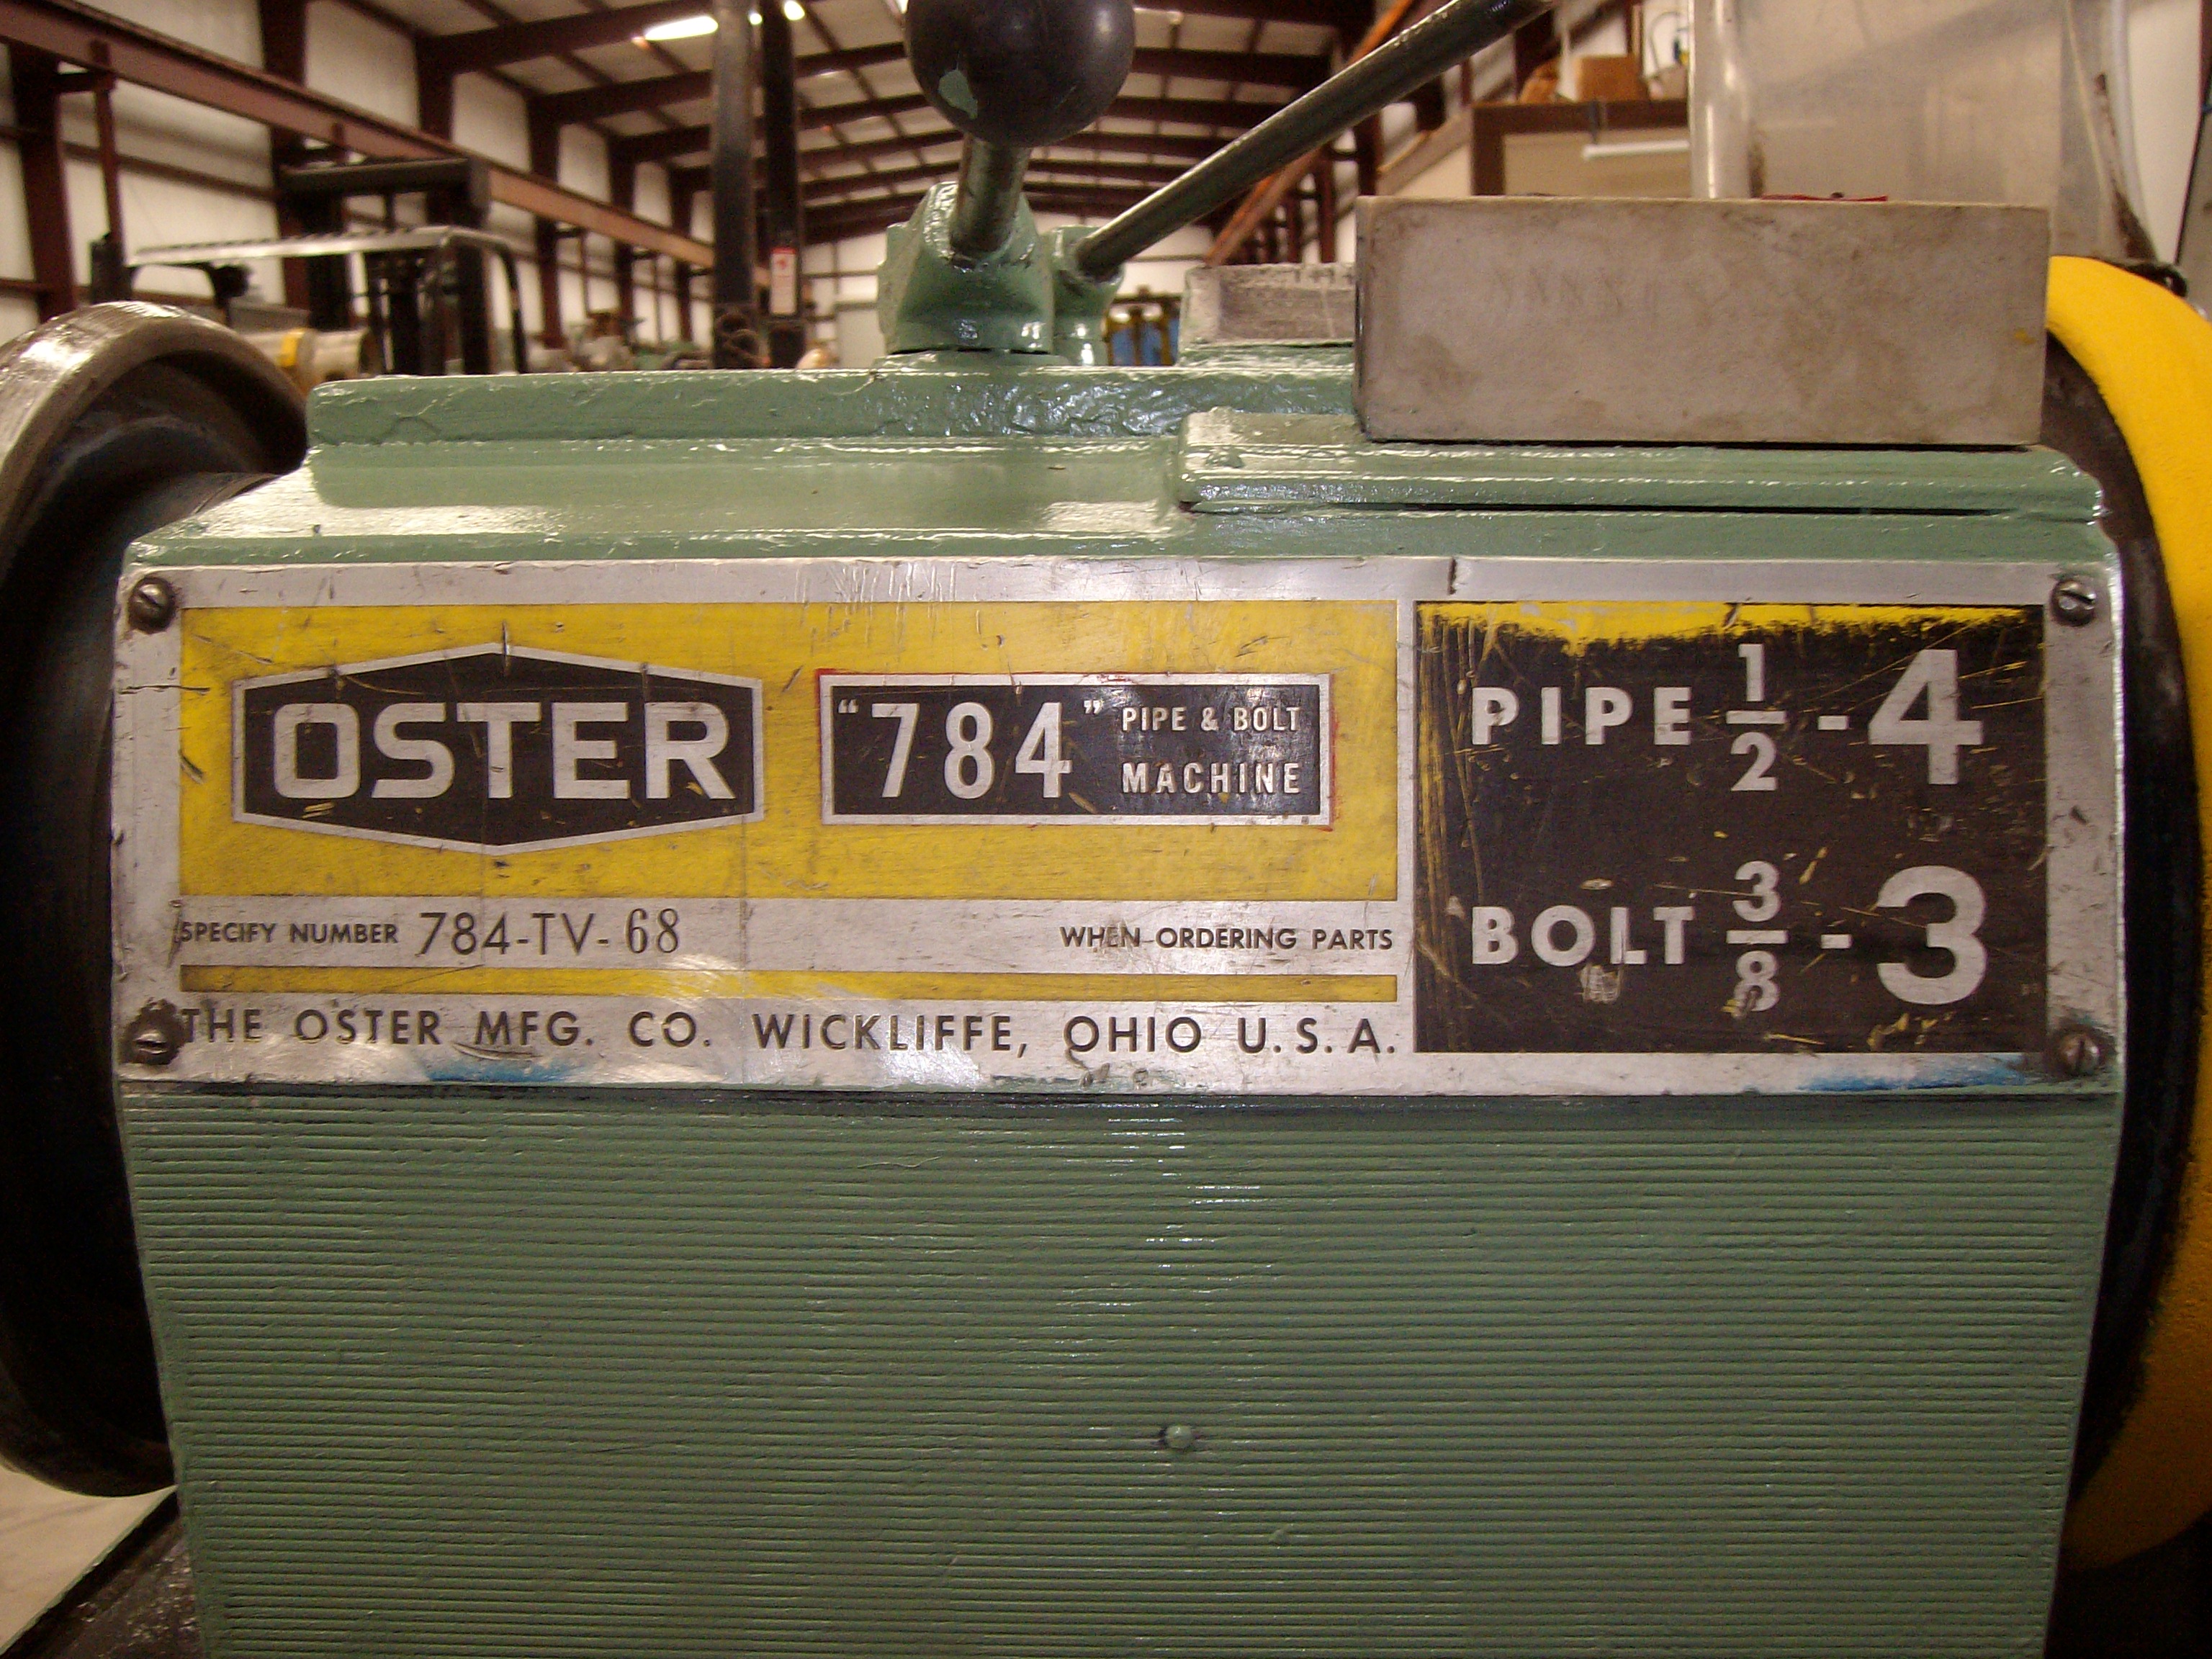 OSTER
"784" PIPE & BOLT
MACHINE
SPECIFY NUMBER 784-TV-68 WHEN ORDERING PARTS
THE OSTER MFG. CO. WICKLIFFE, OHIO U.S.A.
PIPE 1/2 - 4
BOLT 3/8 - 3